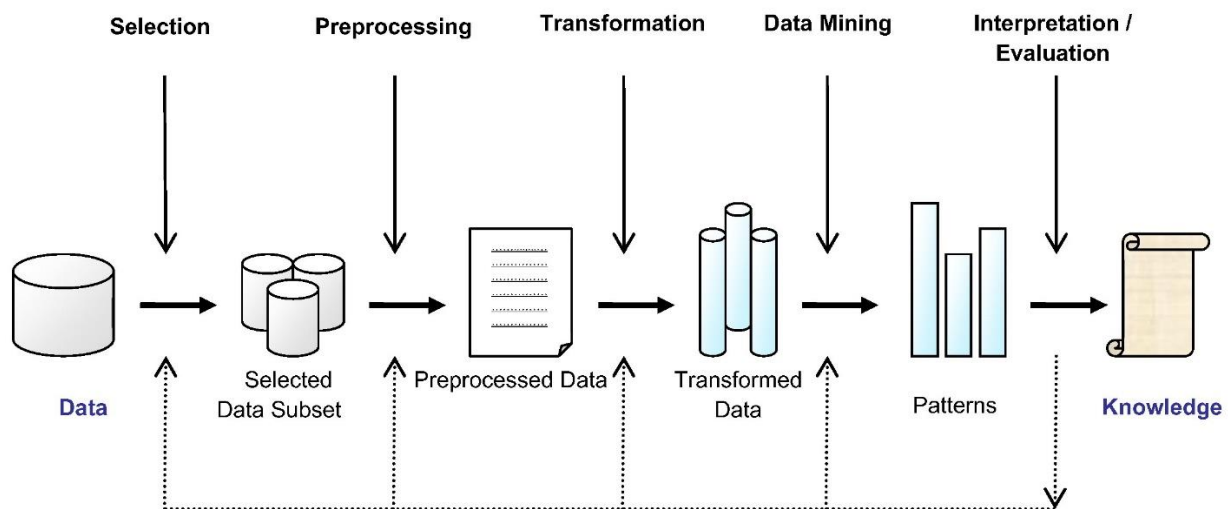 Selection
Preprocessing
Transformation
Data Mining
Interpretation /
Evaluation
Data
Selected
Data Subset
Preprocessed Data
Transformed
Data
Patterns
Knowledge